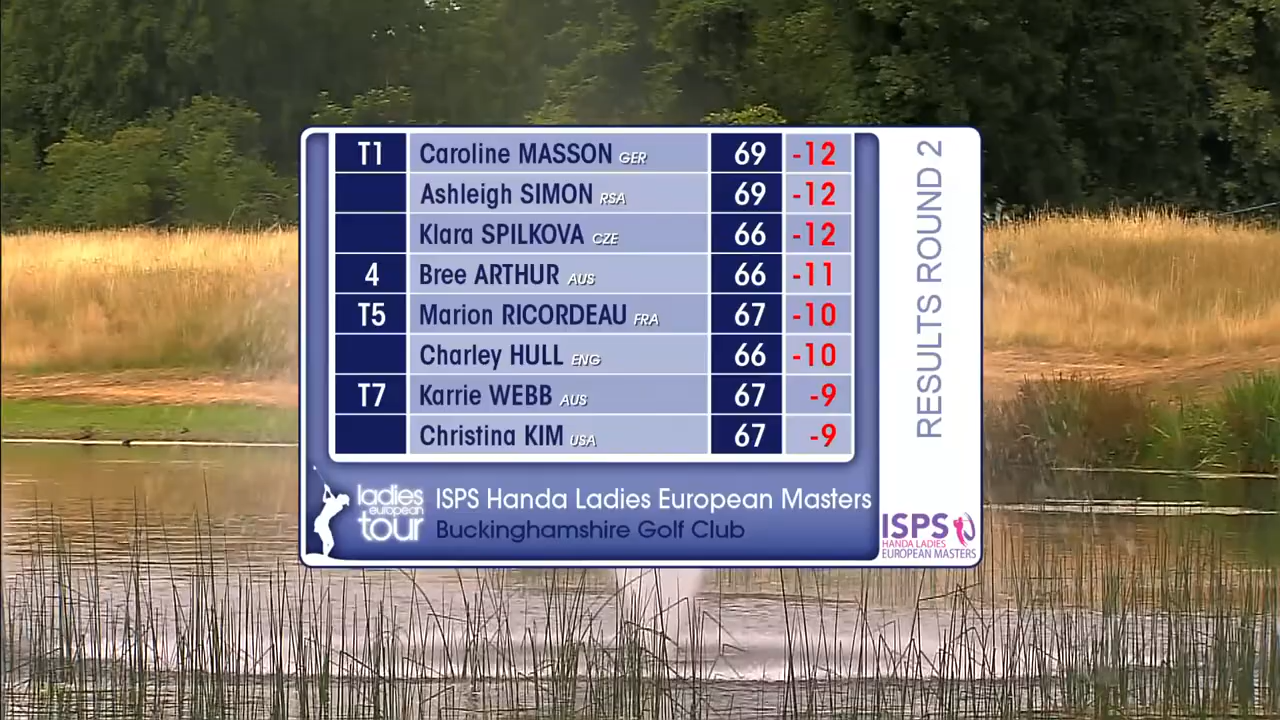 T1 Caroline MASSON GER 69 -12
Ashleigh SIMON RSA 69 -12
Klara SPILKOVA CZE 66 -12
4 Bree ARTHUR AUS 66 -11
T5 Marion RICORDEAU FRA 67 -10
Charley HULL ENG 66 -10
T7 Karrie WEBB AUS 67 -9
Christina KIM USA 67 -9
RESULTS ROUND 2
ladies
european
tour
ISPS Handa Ladies European Masters
Buckinghamshire Golf Club
ISPS
HANDA LADIES
EUROPEAN MASTERS